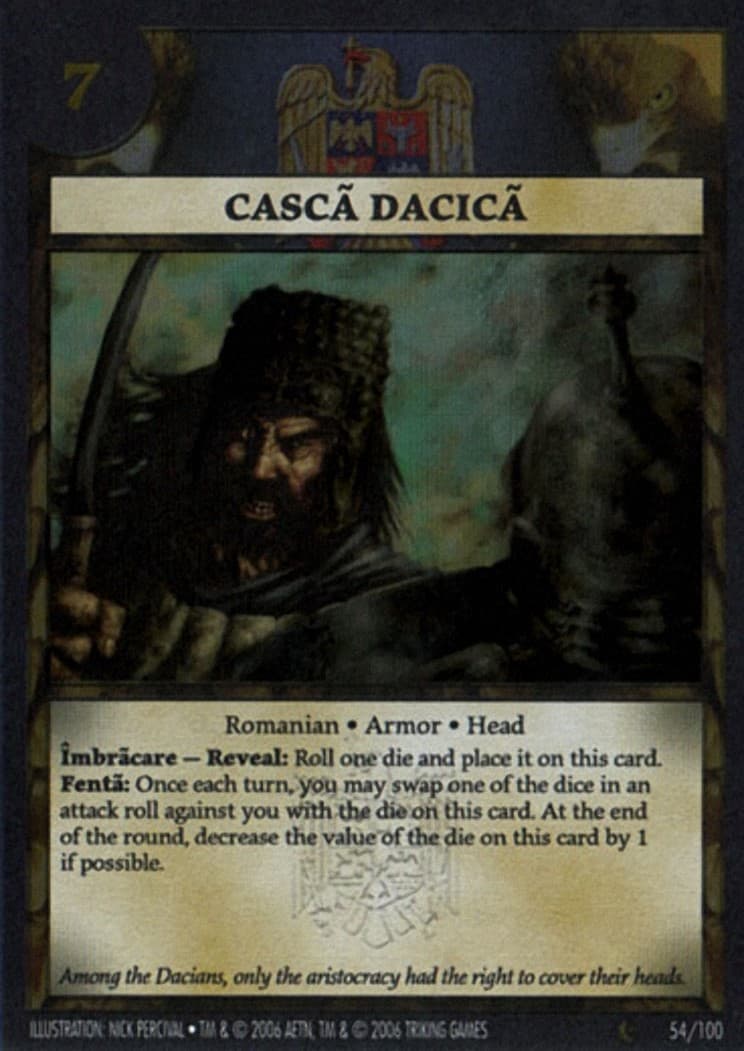 7
CASCÃ DACICÃ
Romanian • Armor • Head
Îmbrãcare – Reveal: Roll one die and place it on this card.
Fentã: Once each turn, you may swap one of the dice in an
attack roll against you with the die on this card. At the end
of the round, decrease the value of the die on this card by 1
if possible.
Among the Dacians, only the aristocracy had the right to cover their heads.
ILLUSTRATION: NICK PERCIVAL • TM & © 2006 AETN, TM & © 2006 TRIKING GAMES
54/100